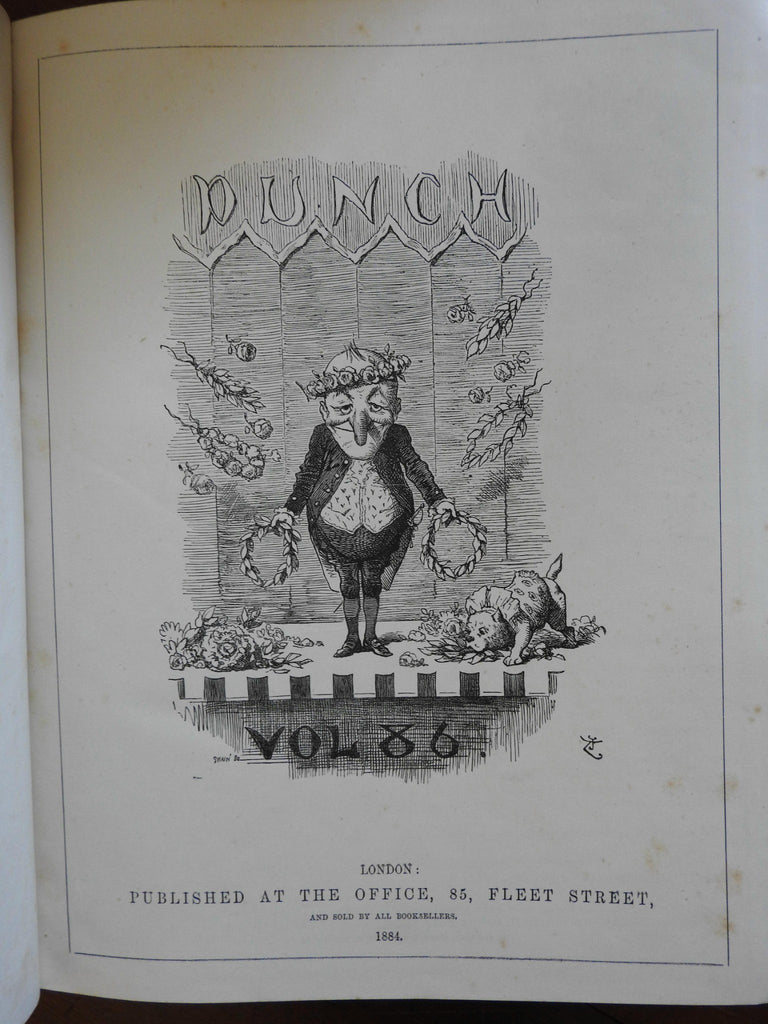 PUNCH
VOL 86.
LONDON:
PUBLISHED AT THE OFFICE, 85, FLEET STREET,
AND SOLD BY ALL BOOKSELLERS.
1884.